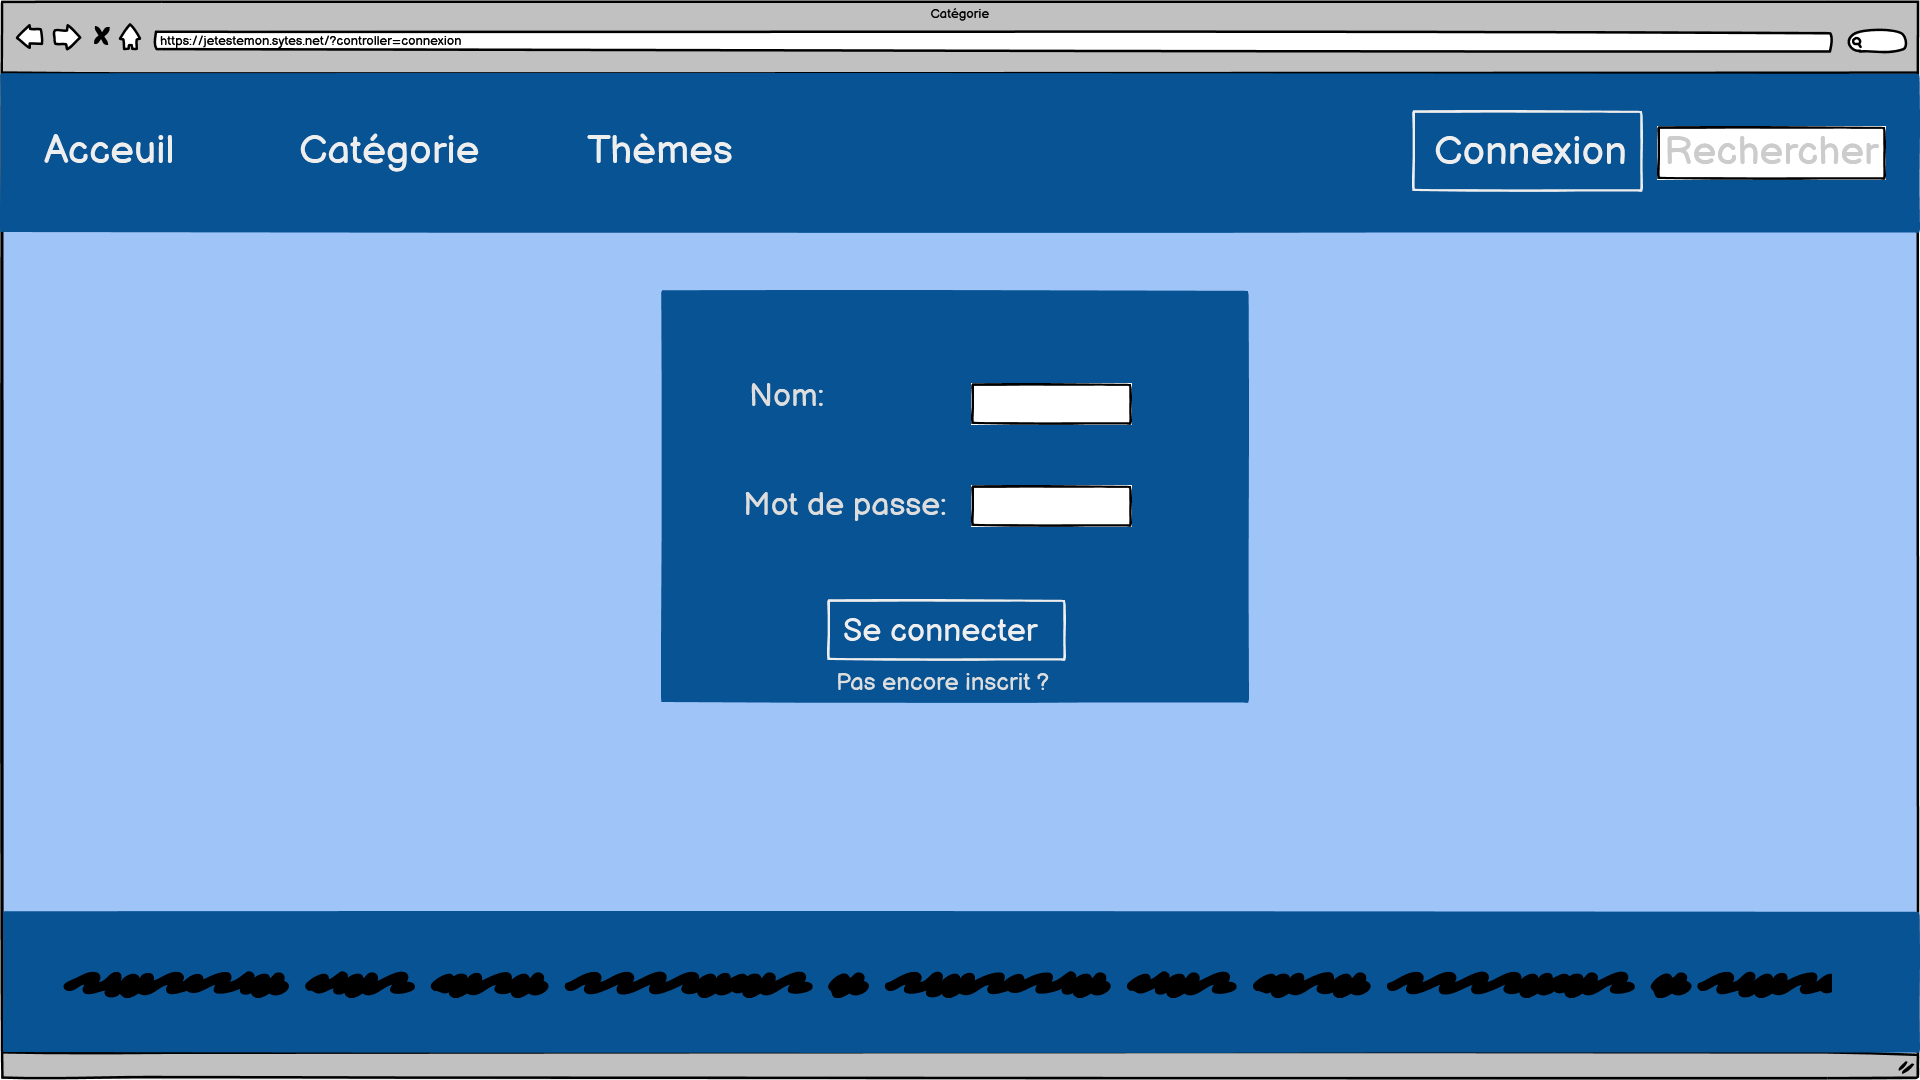 Catégorie
https://jetestemon.sytes.net/?controller=connexion
Acceuil Catégorie Thèmes Connexion Rechercher
Nom:
Mot de passe:
Se connecter
Pas encore inscrit ?